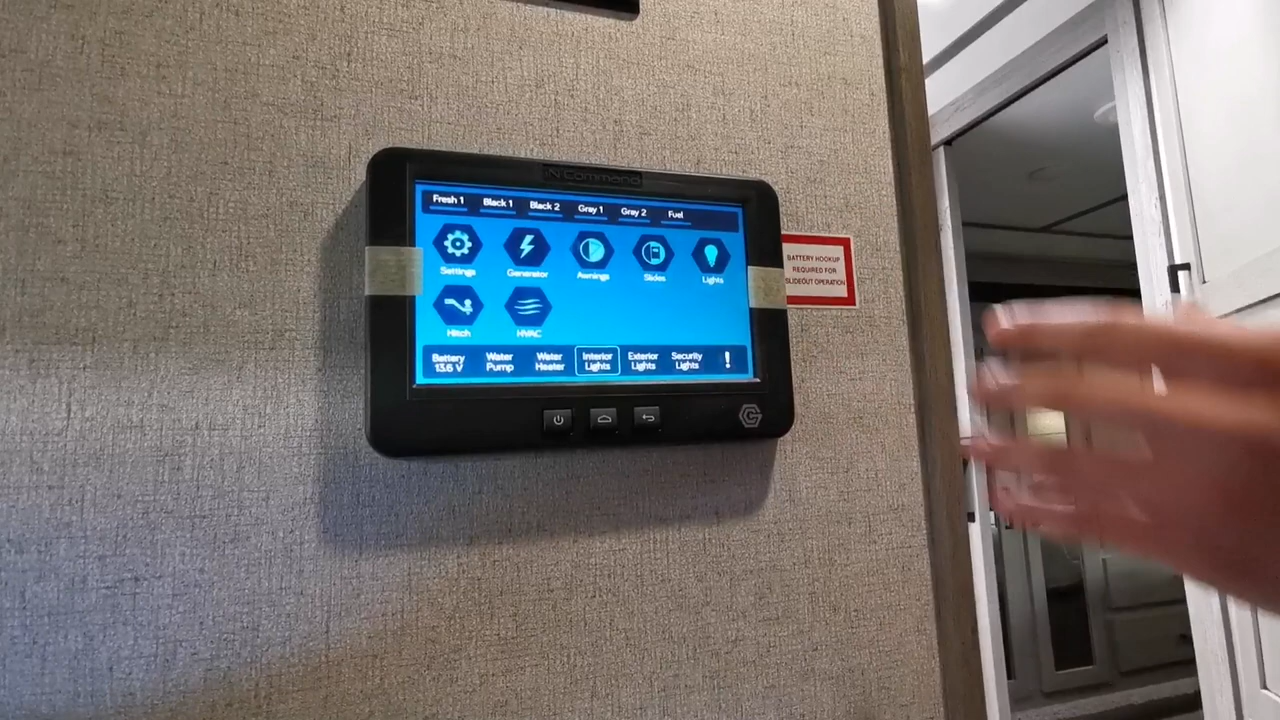 iN·Command
Fresh 1 Black 1 Black 2 Gray 1 Gray 2 Fuel
Settings Generator Awnings Slides Lights
Hitch HVAC
Battery Water Water Interior Exterior Security !
13.6 V Pump Heater Lights Lights Lights
BATTERY HOOKUP
REQUIRED FOR
SLIDEOUT OPERATION